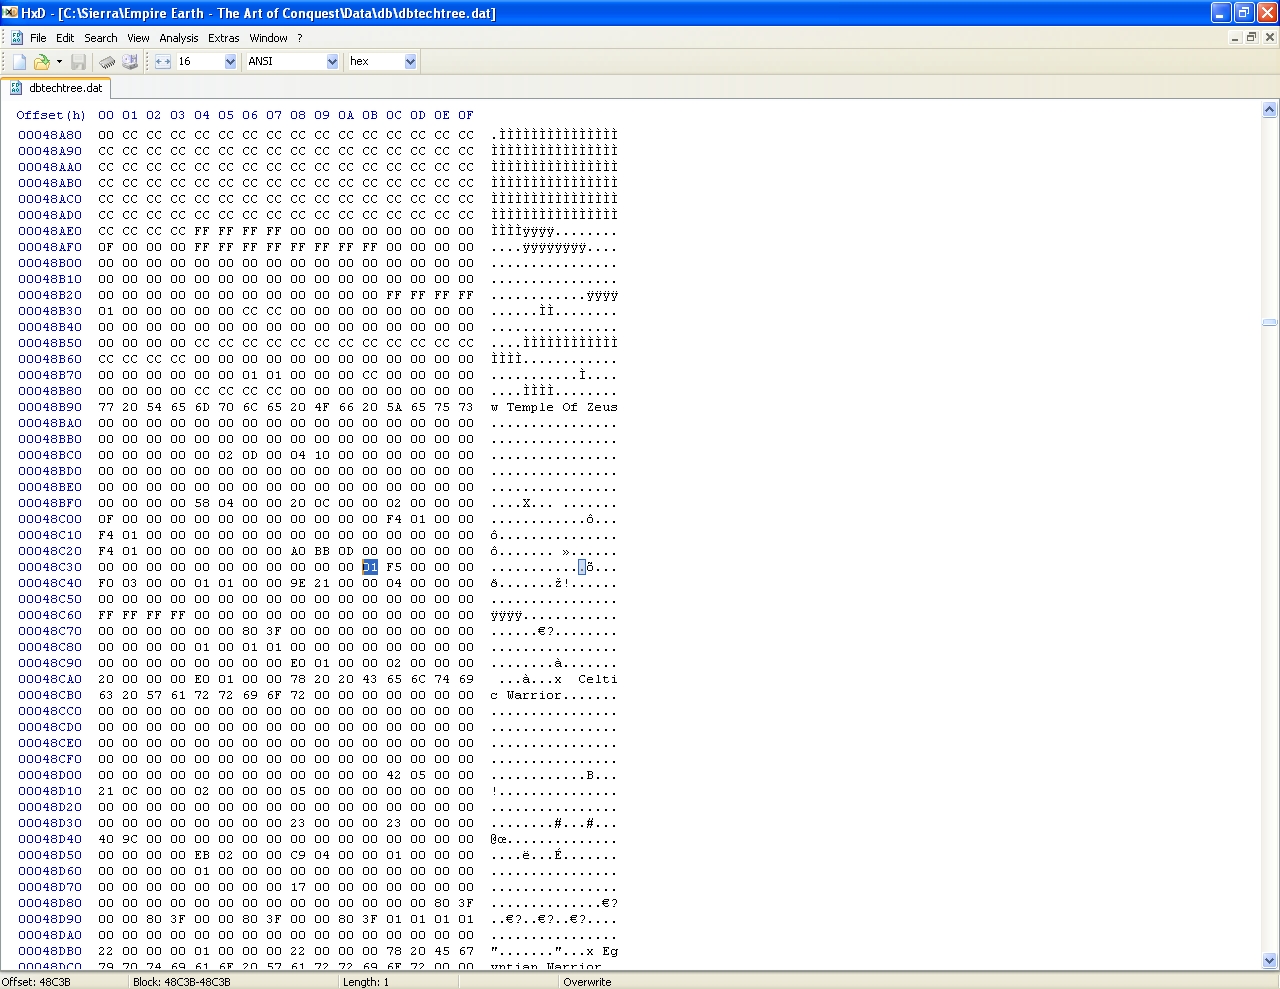 HxD - [C:\Sierra\Empire Earth - The Art of Conquest\Data\db\dbtechtree.dat]
File Edit Search View Analysis Extras Window ?
16 ANSI hex
dbtechtree.dat
Offset(h) 00 01 02 03 04 05 06 07 08 09 0A 0B 0C 0D 0E 0F
00048A80 00 CC CC CC CC CC CC CC CC CC CC CC CC CC CC CC .ÌÌÌÌÌÌÌÌÌÌÌÌÌÌÌ
00048A90 CC CC CC CC CC CC CC CC CC CC CC CC CC CC CC CC ÌÌÌÌÌÌÌÌÌÌÌÌÌÌÌÌ
00048AA0 CC CC CC CC CC CC CC CC CC CC CC CC CC CC CC CC ÌÌÌÌÌÌÌÌÌÌÌÌÌÌÌÌ
00048AB0 CC CC CC CC CC CC CC CC CC CC CC CC CC CC CC CC ÌÌÌÌÌÌÌÌÌÌÌÌÌÌÌÌ
00048AC0 CC CC CC CC CC CC CC CC CC CC CC CC CC CC CC CC ÌÌÌÌÌÌÌÌÌÌÌÌÌÌÌÌ
00048AD0 CC CC CC CC CC CC CC CC CC CC CC CC CC CC CC CC ÌÌÌÌÌÌÌÌÌÌÌÌÌÌÌÌ
00048AE0 CC CC CC CC FF FF FF FF 00 00 00 00 00 00 00 00 ÌÌÌÌÿÿÿÿ........
00048AF0 0F 00 00 00 FF FF FF FF FF FF FF FF 00 00 00 00 ....ÿÿÿÿÿÿÿÿ....
00048B00 00 00 00 00 00 00 00 00 00 00 00 00 00 00 00 00 ................
00048B10 00 00 00 00 00 00 00 00 00 00 00 00 00 00 00 00 ................
00048B20 00 00 00 00 00 00 00 00 00 00 00 00 FF FF FF FF ............ÿÿÿÿ
00048B30 01 00 00 00 00 00 CC CC 00 00 00 00 00 00 00 00 ......ÌÌ........
00048B40 00 00 00 00 00 00 00 00 00 00 00 00 00 00 00 00 ................
00048B50 00 00 00 00 CC CC CC CC CC CC CC CC CC CC CC CC ....ÌÌÌÌÌÌÌÌÌÌÌÌ
00048B60 CC CC CC CC 00 00 00 00 00 00 00 00 00 00 00 00 ÌÌÌÌ............
00048B70 00 00 00 00 00 00 01 01 00 00 00 CC 00 00 00 00 ...........Ì....
00048B80 00 00 00 00 CC CC CC CC 00 00 00 00 00 00 00 00 ....ÌÌÌÌ........
00048B90 77 20 54 65 6D 70 6C 65 20 4F 66 20 5A 65 75 73 w Temple Of Zeus
00048BA0 00 00 00 00 00 00 00 00 00 00 00 00 00 00 00 00 ................
00048BB0 00 00 00 00 00 00 00 00 00 00 00 00 00 00 00 00 ................
00048BC0 00 00 00 00 00 02 0D 00 04 10 00 00 00 00 00 00 ................
00048BD0 00 00 00 00 00 00 00 00 00 00 00 00 00 00 00 00 ................
00048BE0 00 00 00 00 00 00 00 00 00 00 00 00 00 00 00 00 ................
00048BF0 00 00 00 00 58 04 00 00 20 0C 00 00 02 00 00 00 ....X... .......
00048C00 0F 00 00 00 00 00 00 00 00 00 00 00 F4 01 00 00 ............ô...
00048C10 F4 01 00 00 00 00 00 00 00 00 00 00 00 00 00 00 ô...............
00048C20 F4 01 00 00 00 00 00 00 A0 BB 0D 00 00 00 00 00 ô....... »......
00048C30 00 00 00 00 00 00 00 00 00 00 00 01 F5 00 00 00 ............õ...
00048C40 F0 03 00 00 01 01 00 00 9E 21 00 00 04 00 00 00 ð.......ž!......
00048C50 00 00 00 00 00 00 00 00 00 00 00 00 00 00 00 00 ................
00048C60 FF FF FF FF 00 00 00 00 00 00 00 00 00 00 00 00 ÿÿÿÿ............
00048C70 00 00 00 00 00 00 80 3F 00 00 00 00 00 00 00 00 ......€?........
00048C80 00 00 00 00 01 00 01 01 00 00 00 00 00 00 00 00 ................
00048C90 00 00 00 00 00 00 00 00 E0 01 00 00 02 00 00 00 ........à.......
00048CA0 20 00 00 00 E0 01 00 00 78 20 20 43 65 6C 74 69  ...à...x  Celti
00048CB0 63 20 57 61 72 72 69 6F 72 00 00 00 00 00 00 00 c Warrior.......
00048CC0 00 00 00 00 00 00 00 00 00 00 00 00 00 00 00 00 ................
00048CD0 00 00 00 00 00 00 00 00 00 00 00 00 00 00 00 00 ................
00048CE0 00 00 00 00 00 00 00 00 00 00 00 00 00 00 00 00 ................
00048CF0 00 00 00 00 00 00 00 00 00 00 00 00 00 00 00 00 ................
00048D00 00 00 00 00 00 00 00 00 00 00 00 00 42 05 00 00 ............B...
00048D10 21 0C 00 00 02 00 00 00 05 00 00 00 00 00 00 00 !...............
00048D20 00 00 00 00 00 00 00 00 00 00 00 00 00 00 00 00 ................
00048D30 00 00 00 00 00 00 00 00 23 00 00 00 23 00 00 00 ........#...#...
00048D40 40 9C 00 00 00 00 00 00 00 00 00 00 00 00 00 00 @œ..............
00048D50 00 00 00 00 EB 02 00 00 C9 04 00 00 01 00 00 00 ....ë...É.......
00048D60 00 00 00 00 01 00 00 00 00 00 00 00 00 00 00 00 ................
00048D70 00 00 00 00 00 00 00 00 17 00 00 00 00 00 00 00 ................
00048D80 00 00 00 00 00 00 00 00 00 00 00 00 00 00 80 3F ..............€?
00048D90 00 00 80 3F 00 00 80 3F 00 00 80 3F 01 01 01 01 ..€?..€?..€?....
00048DA0 00 00 00 00 00 00 00 00 00 00 00 00 00 00 00 00 ................
00048DB0 22 00 00 00 01 00 00 00 22 00 00 00 78 20 45 67 "......."...x Eg
00048DC0 79 70 74 69 61 6E 20 57 61 72 72 69 6F 72 00 00 yptian Warrior..
Offset: 48C3B Block: 48C3B-48C3B Length: 1 Overwrite